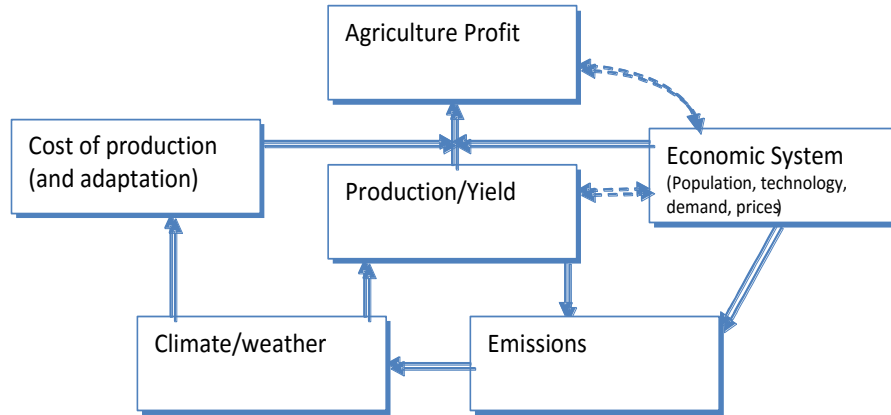 Agriculture Profit
Cost of production
(and adaptation)
Economic System
(Population, technology,
demand, prices)
Production/Yield
Climate/weather
Emissions